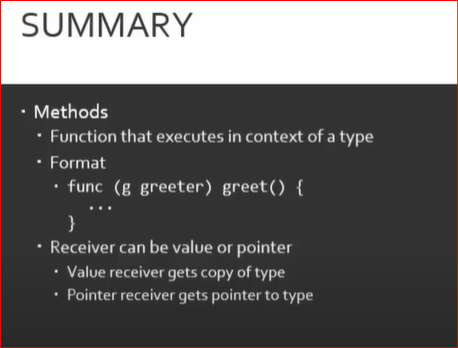 SUMMARY
Methods
Function that executes in context of a type
Format
func (g greeter) greet() {
...
}
Receiver can be value or pointer
Value receiver gets copy of type
Pointer receiver gets pointer to type